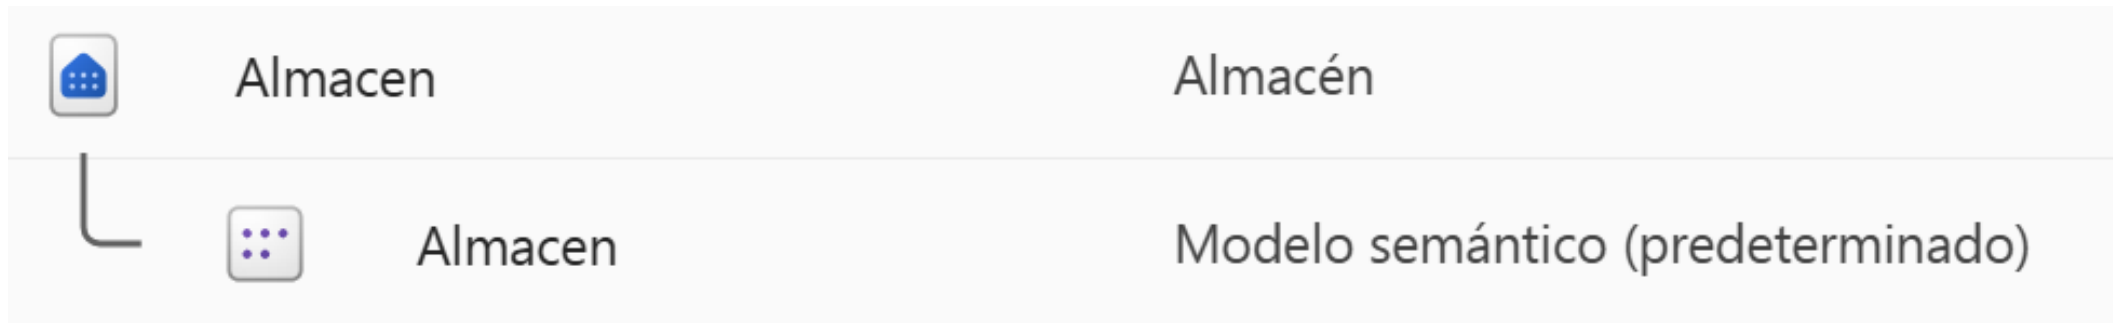 Almacen Almacén
Almacen Modelo semántico (predeterminado)